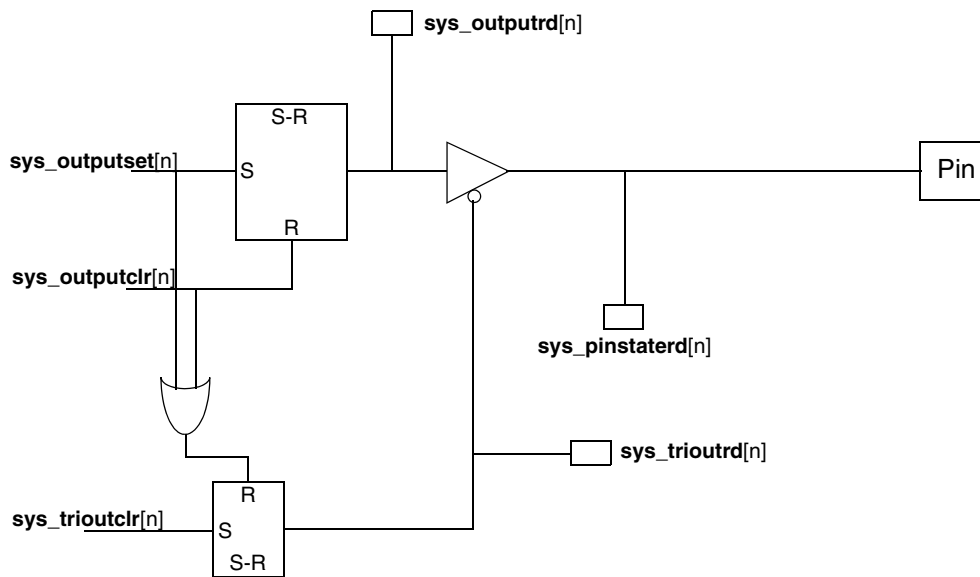 sys_outputrd[n]
S-R
sys_outputset[n]
S
Pin
R
sys_outputclr[n]
sys_pinstaterd[n]
sys_trioutrd[n]
R
sys_trioutclr[n]
S
S-R